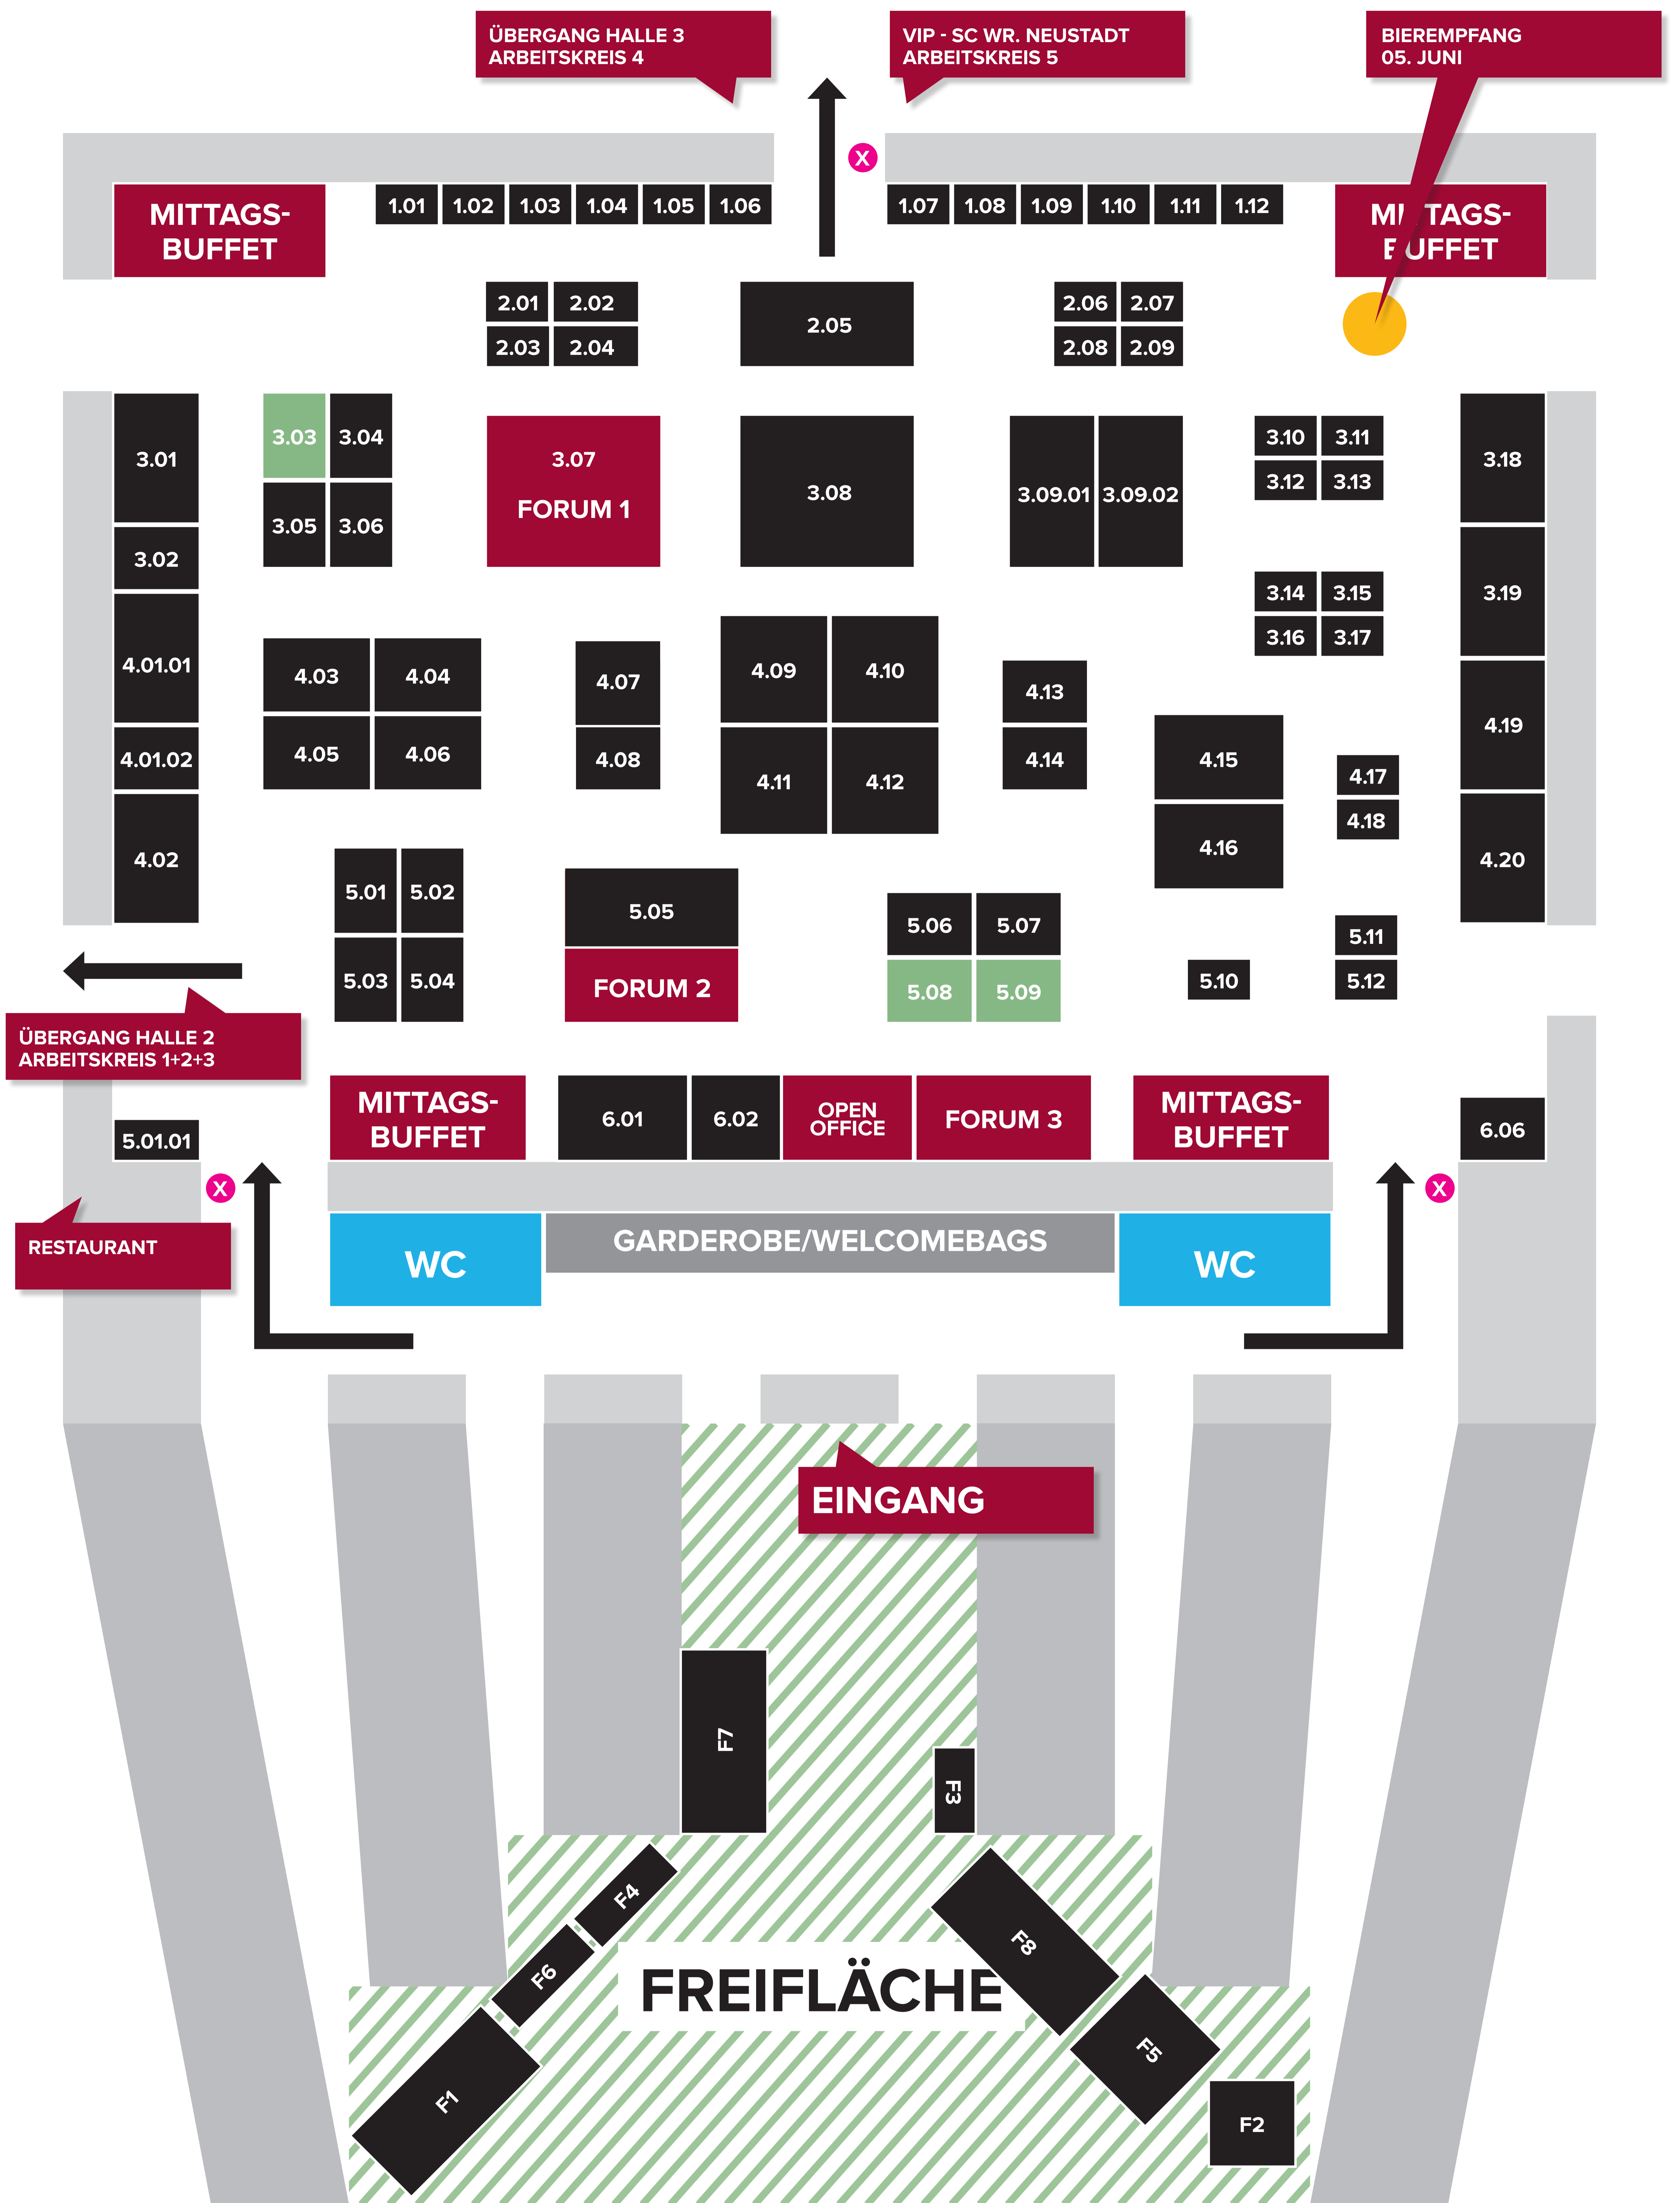 ÜBERGANG HALLE 3
ARBEITSKREIS 4
VIP - SC WR. NEUSTADT
ARBEITSKREIS 5
BIEREMPFANG
05. JUNI
X
MITTAGS-
BUFFET
1.01 1.02 1.03 1.04 1.05 1.06
1.07 1.08 1.09 1.10 1.11 1.12
MITTAGS-
BUFFET
2.01 2.02
2.03 2.04
2.05
2.06 2.07
2.08 2.09
3.01
3.02
4.01.01
4.01.02
4.02
3.03 3.04
3.05 3.06
3.07
FORUM 1
3.08
3.09.01 3.09.02
3.10 3.11
3.12 3.13
3.14 3.15
3.16 3.17
3.18
3.19
4.19
4.20
4.03 4.04
4.05 4.06
4.07
4.08
4.09 4.10
4.11 4.12
4.13
4.14
4.15
4.16
4.17
4.18
5.01 5.02
5.03 5.04
5.05
FORUM 2
5.06 5.07
5.08 5.09
5.10
5.11
5.12
ÜBERGANG HALLE 2
ARBEITSKREIS 1+2+3
5.01.01
MITTAGS-
BUFFET
6.01
6.02
OPEN
OFFICE
FORUM 3
MITTAGS-
BUFFET
6.06
X
X
RESTAURANT
WC
GARDEROBE/WELCOMEBAGS
WC
EINGANG
F7
F3
F4
F6
F1
FREIFLÄCHE
F8
F5
F2